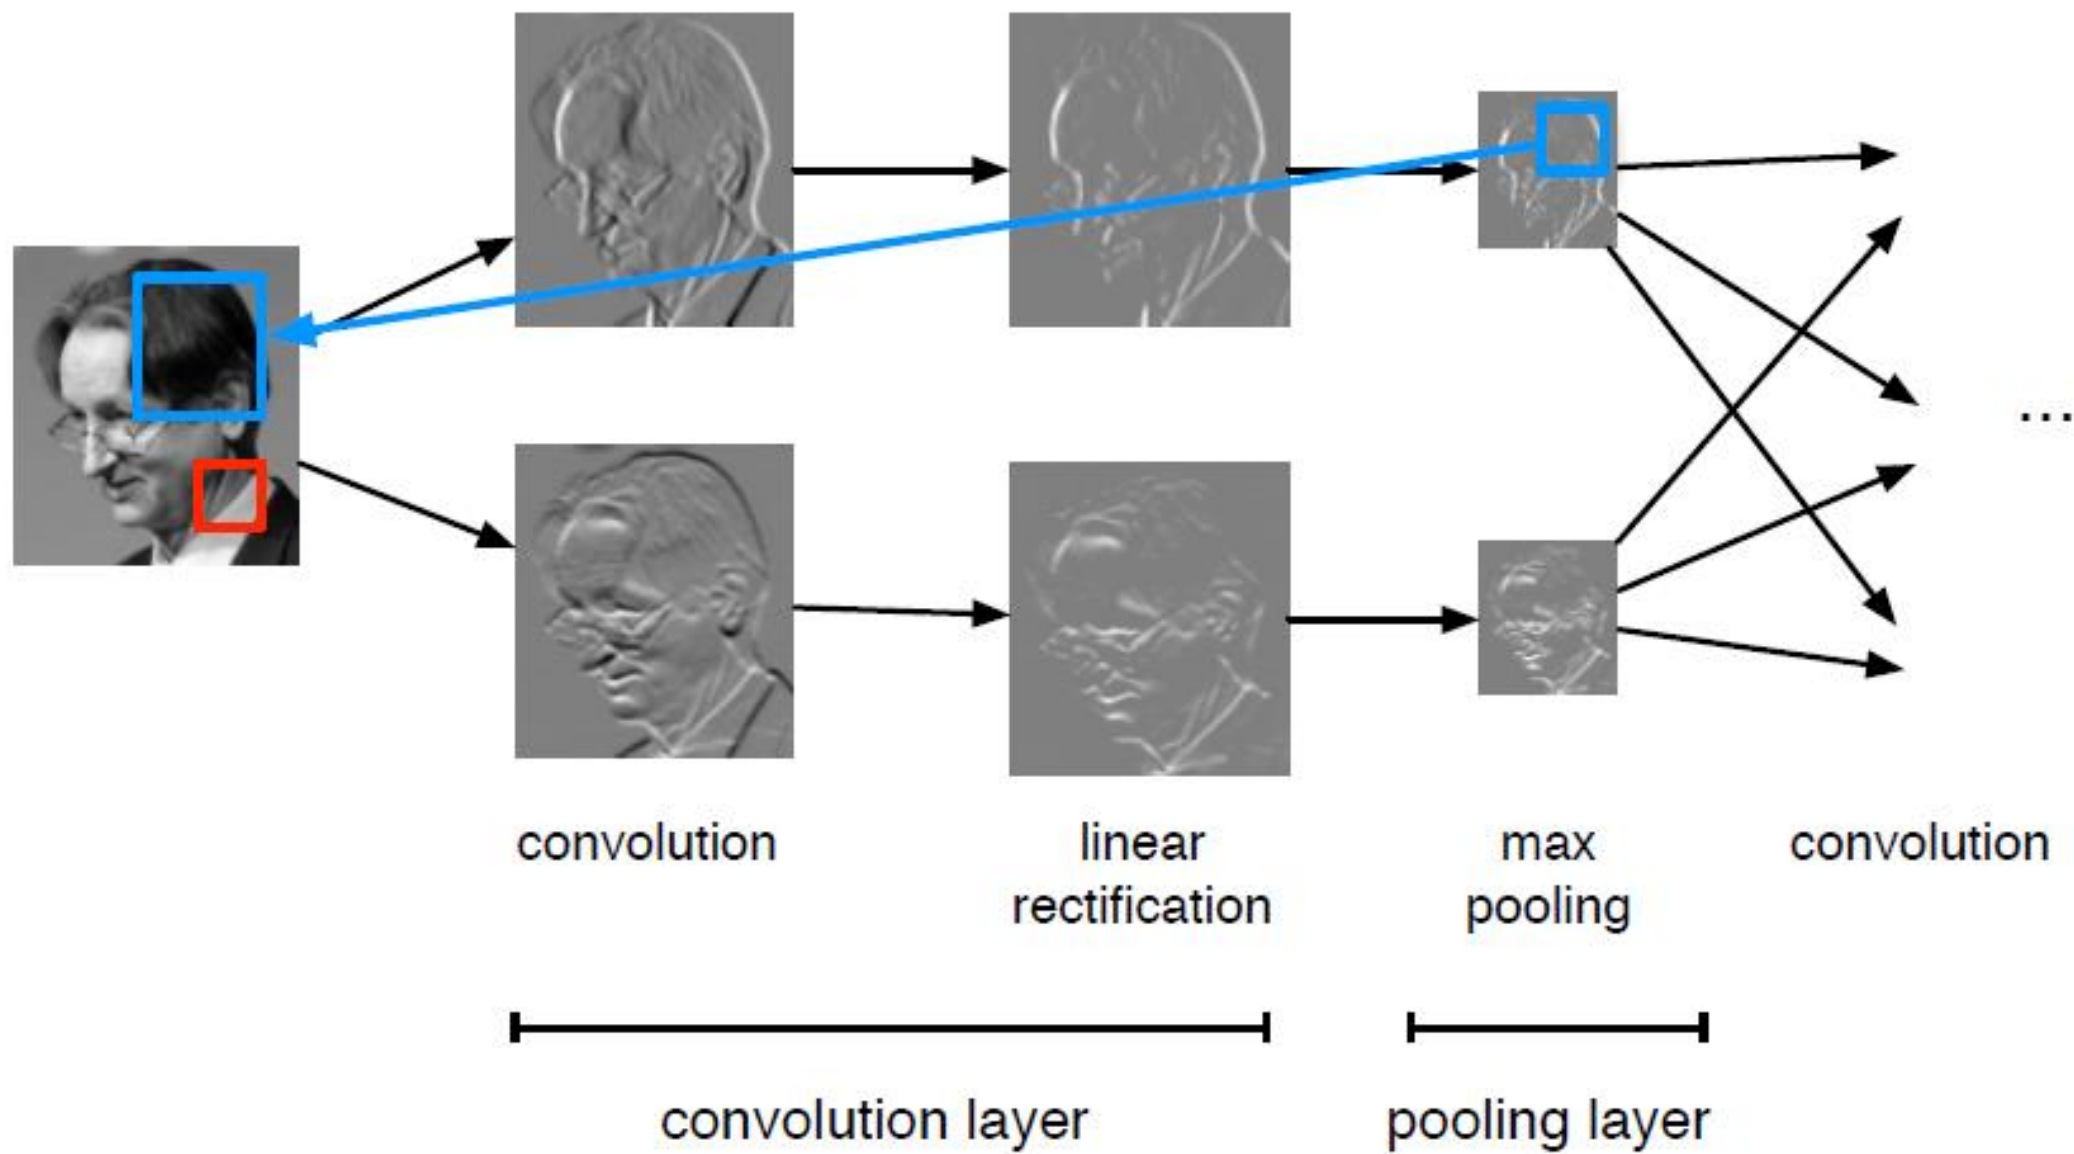 ...
convolution
linear
rectification
max
pooling
convolution
convolution layer
pooling layer